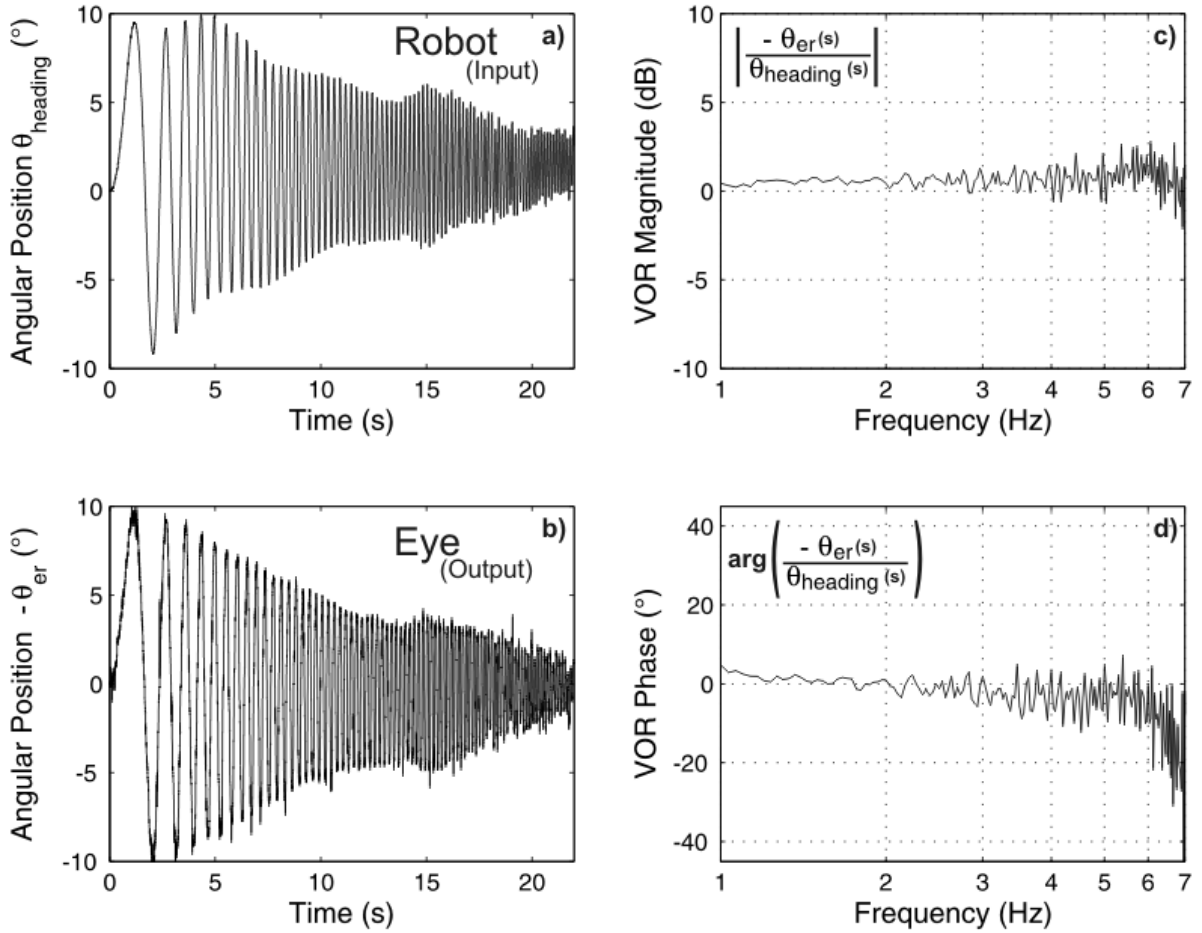 a)
Robot
(Input)
Angular Position θheading (°)
10
5
0
-5
-10
0 5 10 15 20
Time (s)
c)
| - θer(s) / θheading(s) |
VOR Magnitude (dB)
10
5
0
-5
-10
1 2 3 4 5 6 7
Frequency (Hz)
b)
Eye
(Output)
Angular Position - θer (°)
10
5
0
-5
-10
0 5 10 15 20
Time (s)
d)
arg( - θer(s) / θheading(s) )
VOR Phase (°)
40
20
0
-20
-40
1 2 3 4 5 6 7
Frequency (Hz)